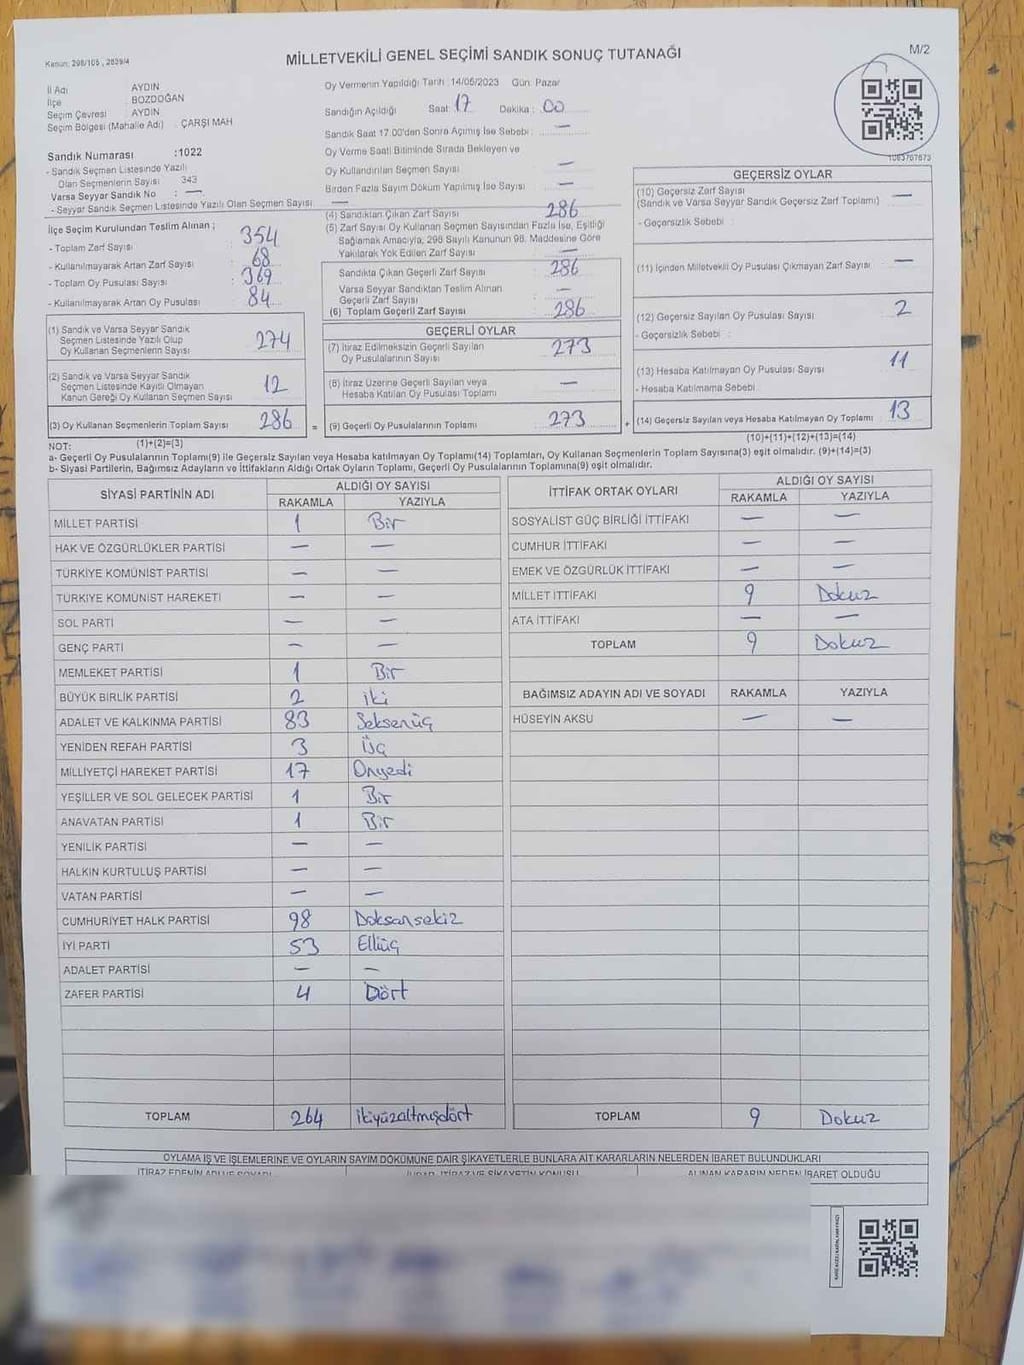 Kanun: 298/105 , 2839/4
MİLLETVEKİLİ GENEL SEÇİMİ SANDIK SONUÇ TUTANAĞI
M/2
İl Adı : AYDIN
İlçe : BOZDOĞAN
Seçim Çevresi : AYDIN
Seçim Bölgesi (Mahalle Adı) : ÇARŞI MAH
Sandık Numarası :1022
- Sandık Seçmen Listesinde Yazılı
Olan Seçmenlerin Sayısı : 343
Varsa Seyyar Sandık No : —
- Seyyar Sandık Seçmen Listesinde Yazılı Olan Seçmen Sayısı: —
İlçe Seçim Kurulundan Teslim Alınan ;
- Toplam Zarf Sayısı : 354
- Kullanılmayarak Artan Zarf Sayısı : 68
- Toplam Oy Pusulası Sayısı : 369
- Kullanılmayarak Artan Oy Pusulası : 84
(1) Sandık ve Varsa Seyyar Sandık
Seçmen Listesinde Yazılı Olup
Oy Kullanan Seçmenlerin Sayısı : 274
(2) Sandık ve Varsa Seyyar Sandık
Seçmen Listesinde Kayıtlı Olmayan
Kanun Gereği Oy Kullanan Seçmen Sayısı : 12
(3) Oy Kullanan Seçmenlerin Toplam Sayısı : 286
Oy Vermenin Yapıldığı Tarih :14/05/2023 Gün: Pazar
Sandığın Açıldığı Saat : 17 Dakika : 00
Sandık Saat 17.00'den Sonra Açılmış İse Sebebi : —
Oy Verme Saati Bitiminde Sırada Bekleyen ve
Oy Kullandırılan Seçmen Sayısı : —
Birden Fazla Sayım Döküm Yapılmış İse Sayısı : —
(4) Sandıktan Çıkan Zarf Sayısı : 286
(5) Zarf Sayısı Oy Kullanan Seçmen Sayısından Fazla İse, Eşitliği
Sağlamak Amacıyla, 298 Sayılı Kanunun 98. Maddesine Göre
Yakılarak Yok Edilen Zarf Sayısı : —
Sandıkta Çıkan Geçerli Zarf Sayısı : 286
Varsa Seyyar Sandıktan Teslim Alınan
Geçerli Zarf Sayısı : —
(6) Toplam Geçerli Zarf Sayısı : 286
GEÇERLİ OYLAR
(7) İtiraz Edilmeksizin Geçerli Sayılan
Oy Pusulalarının Sayısı : 273
(8) İtiraz Üzerine Geçerli Sayılan veya
Hesaba Katılan Oy Pusulası Toplamı : —
= (9) Geçerli Oy Pusulalarının Toplamı : 273 +
1083767673
GEÇERSİZ OYLAR
(10) Geçersiz Zarf Sayısı : —
(Sandık ve Varsa Seyyar Sandık Geçersiz Zarf Toplamı)
- Geçersizlik Sebebi :
(11) İçinden Milletvekili Oy Pusulası Çıkmayan Zarf Sayısı : —
(12) Geçersiz Sayılan Oy Pusulası Sayısı : 2
- Geçersizlik Sebebi :
(13) Hesaba Katılmayan Oy Pusulası Sayısı : 11
- Hesaba Katılmama Sebebi :
(14) Geçersiz Sayılan veya Hesaba Katılmayan Oy Toplamı : 13
NOT: (1)+(2)=(3) (10)+(11)+(12)+(13)=(14)
a- Geçerli Oy Pusulalarının Toplamı(9) ile Geçersiz Sayılan veya Hesaba katılmayan Oy Toplamı(14) Toplamları, Oy Kullanan Seçmenlerin Toplam Sayısına(3) eşit olmalıdır. (9)+(14)=(3)
b- Siyasi Partilerin, Bağımsız Adayların ve İttifakların Aldığı Ortak Oyların Toplamı, Geçerli Oy Pusulalarının Toplamına(9) eşit olmalıdır.
SİYASİ PARTİNİN ADI ALDIĞI OY SAYISI
RAKAMLA YAZIYLA
MİLLET PARTİSİ 1 Bir
HAK VE ÖZGÜRLÜKLER PARTİSİ — —
TÜRKİYE KOMÜNİST PARTİSİ — —
TÜRKİYE KOMÜNİST HAREKETİ — —
SOL PARTİ — —
GENÇ PARTİ — —
MEMLEKET PARTİSİ 1 Bir
BÜYÜK BİRLİK PARTİSİ 2 iki
ADALET VE KALKINMA PARTİSİ 83 Seksenüç
YENİDEN REFAH PARTİSİ 3 Üç
MİLLİYETÇİ HAREKET PARTİSİ 17 Onyedi
YEŞİLLER VE SOL GELECEK PARTİSİ 1 Bir
ANAVATAN PARTİSİ 1 Bir
YENİLİK PARTİSİ — —
HALKIN KURTULUŞ PARTİSİ — —
VATAN PARTİSİ — —
CUMHURİYET HALK PARTİSİ 98 Doksansekiz
İYİ PARTİ 53 Elliüç
ADALET PARTİSİ — —
ZAFER PARTİSİ 4 Dört
TOPLAM 264 ikiyüzaltmışdört
İTTİFAK ORTAK OYLARI ALDIĞI OY SAYISI
RAKAMLA YAZIYLA
SOSYALİST GÜÇ BİRLİĞİ İTTİFAKI — —
CUMHUR İTTİFAKI — —
EMEK VE ÖZGÜRLÜK İTTİFAKI — —
MİLLET İTTİFAKI 9 Dokuz
ATA İTTİFAKI — —
TOPLAM 9 Dokuz
BAĞIMSIZ ADAYIN ADI VE SOYADI RAKAMLA YAZIYLA
HÜSEYİN AKSU — —
TOPLAM 9 Dokuz
OYLAMA İŞ VE İŞLEMLERİNE VE OYLARIN SAYIM DÖKÜMÜNE DAİR ŞİKAYETLERLE BUNLARA AİT KARARLARIN NELERDEN İBARET BULUNDUKLARI
İTİRAZ EDENİN ADI VE SOYADI İHBAR, İTİRAZ VE ŞİKAYETİN KONUSU ALINAN KARARIN NEDEN İBARET OLDUĞU